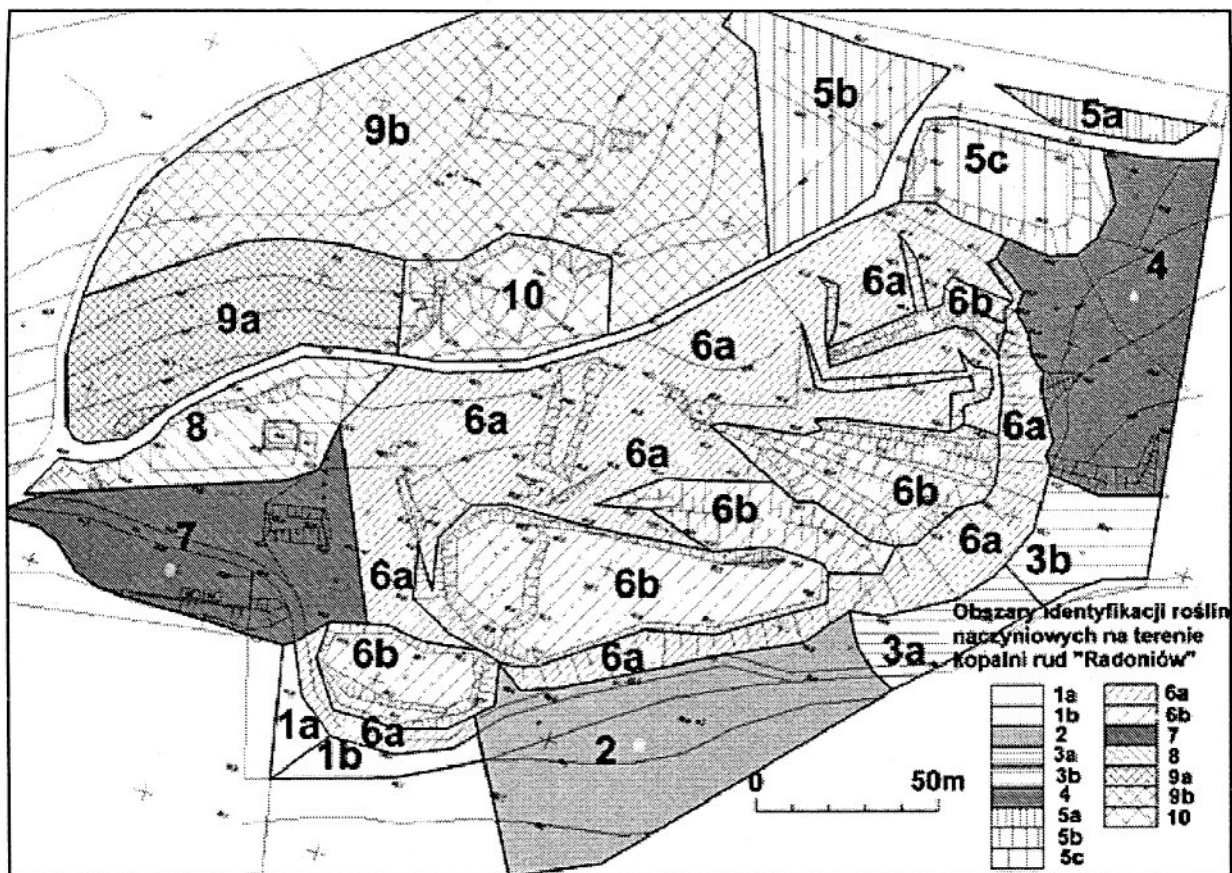 9b
5b
5a
5c
4
6a
6b
10
9a
6a
8
6a
6a
6a
6b
6b
7
6a
3b
6a
6b
Obszary identyfikacji roślin
naczyniowych na terenie
kopalni rud "Radoniów"
3a
6b
6a
1a
6a
1b
2
0 50m
1a
1b
2
3a
3b
4
5a
5b
5c
6a
6b
7
8
9a
9b
10